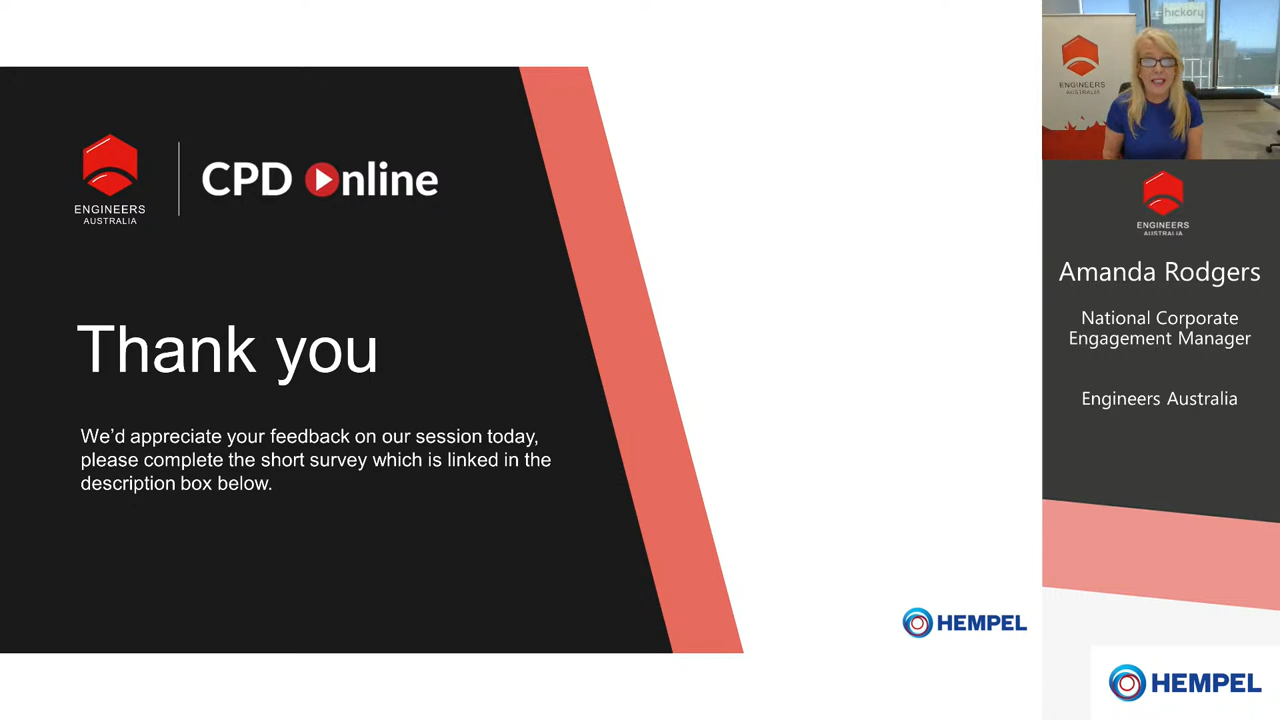 ENGINEERS
AUSTRALIA
CPD Online
Thank you
We'd appreciate your feedback on our session today,
please complete the short survey which is linked in the
description box below.
HEMPEL
hickory
ENGINEERS
AUSTRALIA
ENGINEERS
AUSTRALIA
Amanda Rodgers
National Corporate
Engagement Manager
Engineers Australia
HEMPEL